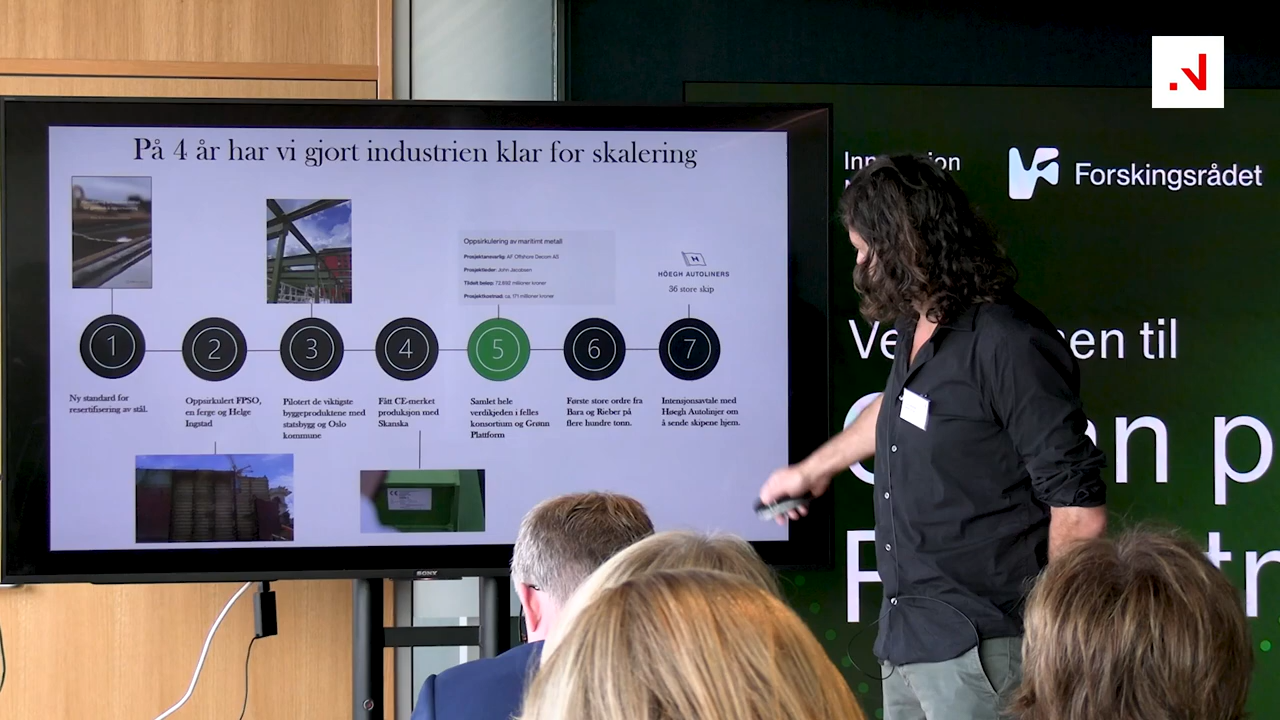 På 4 år har vi gjort industrien klar for skalering
Oppsirkulering av maritimt metall
Prosjektansvarlig: AF Offshore Decom AS
Prosjektleder: John Jacobsen
Tildelt beløp: 73.892 millioner kroner
Prosjektkostnad: ca. 171 millioner kroner
H
HÖEGH AUTOLINERS
36 store skip
1
2
3
4
5
6
7
Ny standard for
resertifisering av stål.
Oppsirkulert FPSO,
en ferge og Helge
Ingstad
Pilotert de viktigste
byggeproduktene med
statsbygg og Oslo
kommune
Fått CE-merket
produksjon med
Skanska
Samlet hele
verdikjeden i felles
konsortium og Grønn
Plattform
Første store ordre fra
Bara og Rieber på
flere hundre tonn.
Intensjonsavtale med
Høegh Autolinjer om
å sende skipene hjem.
CE
SONY
Forskingsrådet
en til
n p